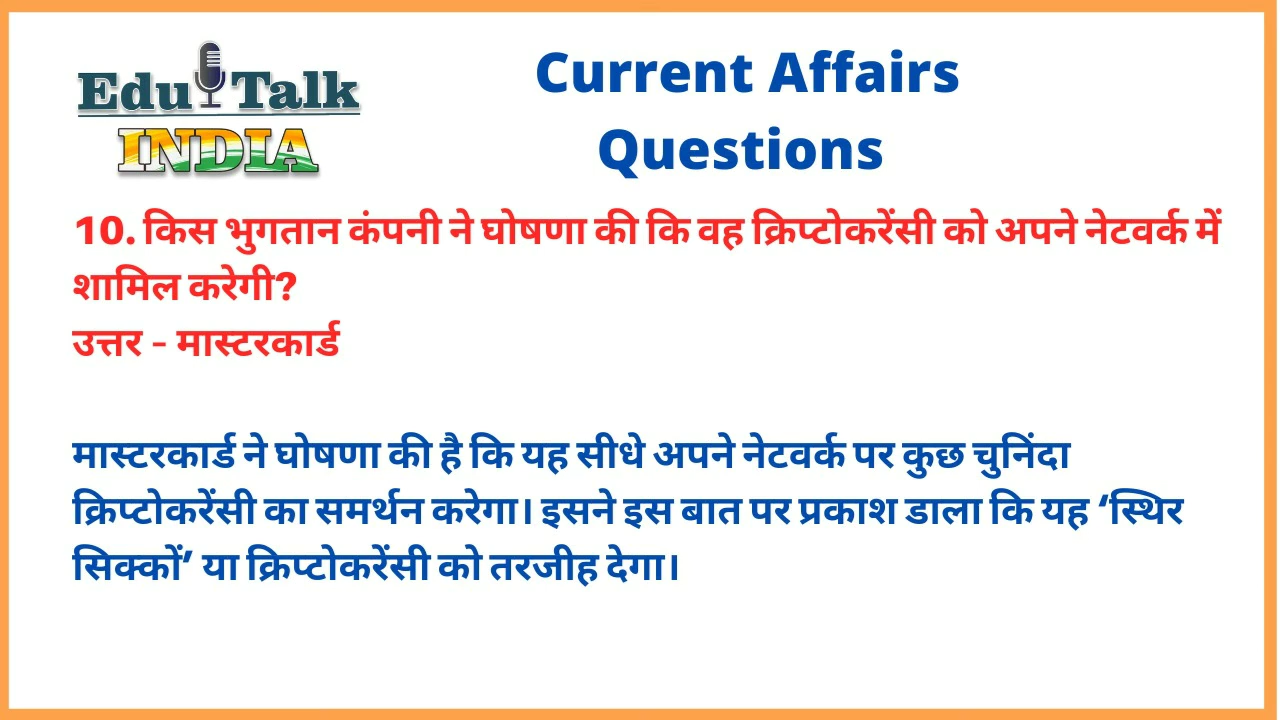 Edu Talk
INDIA
Current Affairs
Questions
10. किस भुगतान कंपनी ने घोषणा की कि वह क्रिप्टोकरेंसी को अपने नेटवर्क में
शामिल करेगी?
उत्तर - मास्टरकार्ड
मास्टरकार्ड ने घोषणा की है कि यह सीधे अपने नेटवर्क पर कुछ चुनिंदा
क्रिप्टोकरेंसी का समर्थन करेगा। इसने इस बात पर प्रकाश डाला कि यह ‘स्थिर
सिक्कों’ या क्रिप्टोकरेंसी को तरजीह देगा।